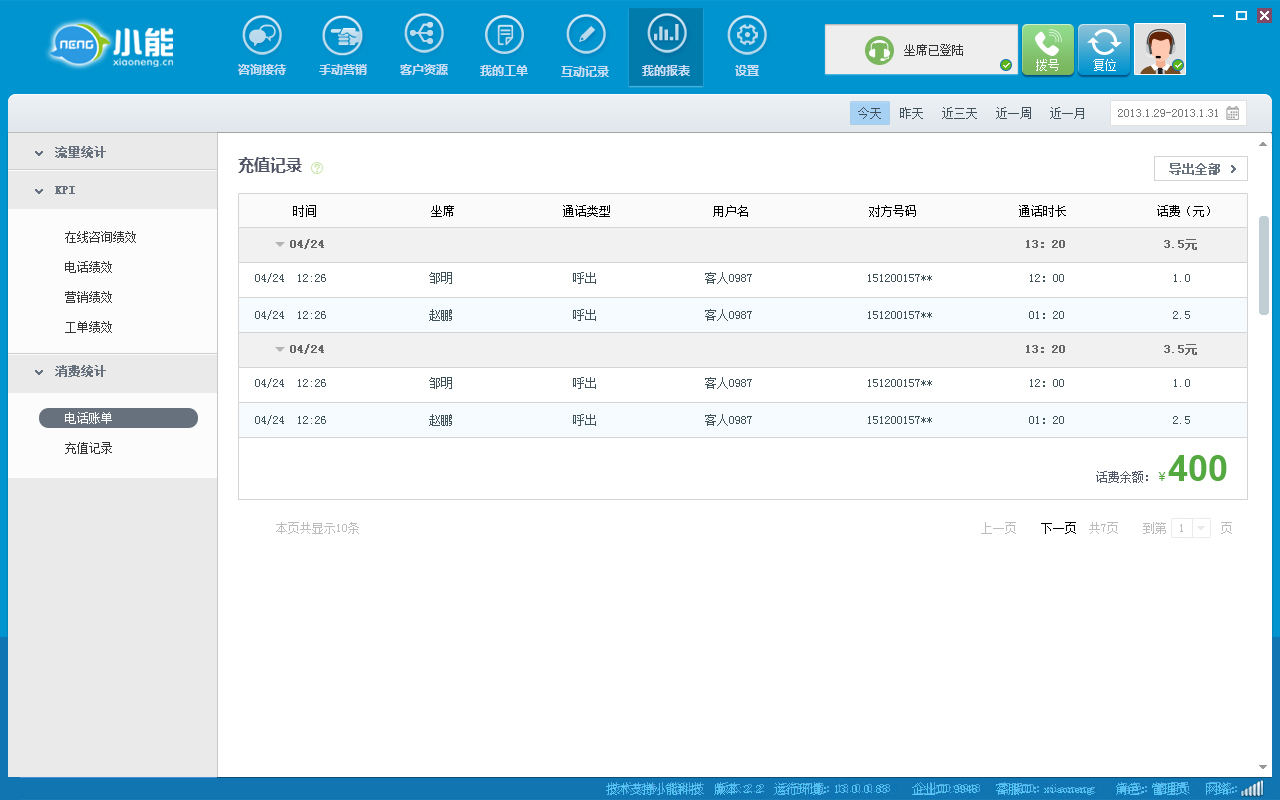 NENG 小能
xiaoneng.cn
咨询接待 手动营销 客户资源 我的工单 互动记录 我的报表 设置
坐席已登陆 拨号 复位
今天 昨天 近三天 近一周 近一月 2013.1.29-2013.1.31
流量统计
KPI
在线咨询绩效
电话绩效
营销绩效
工单绩效
消费统计
电话账单
充值记录
充值记录 ?
导出全部
时间 坐席 通话类型 用户名 对方号码 通话时长 话费（元）
04/24 13：20 3.5元
04/24 12:26 邹明 呼出 客人0987 151200157** 12：00 1.0
04/24 12:26 赵鹏 呼出 客人0987 151200157** 01：20 2.5
04/24 13：20 3.5元
04/24 12:26 邹明 呼出 客人0987 151200157** 12：00 1.0
04/24 12:26 赵鹏 呼出 客人0987 151200157** 01：20 2.5
话费余额：￥400
本页共显示10条 上一页 下一页 共7页 到第 1 页
技术支持小能科技 版本:2.2 运行环境： 企业ID:9948 客服ID：xiaoneng 角色：管理员 网络：